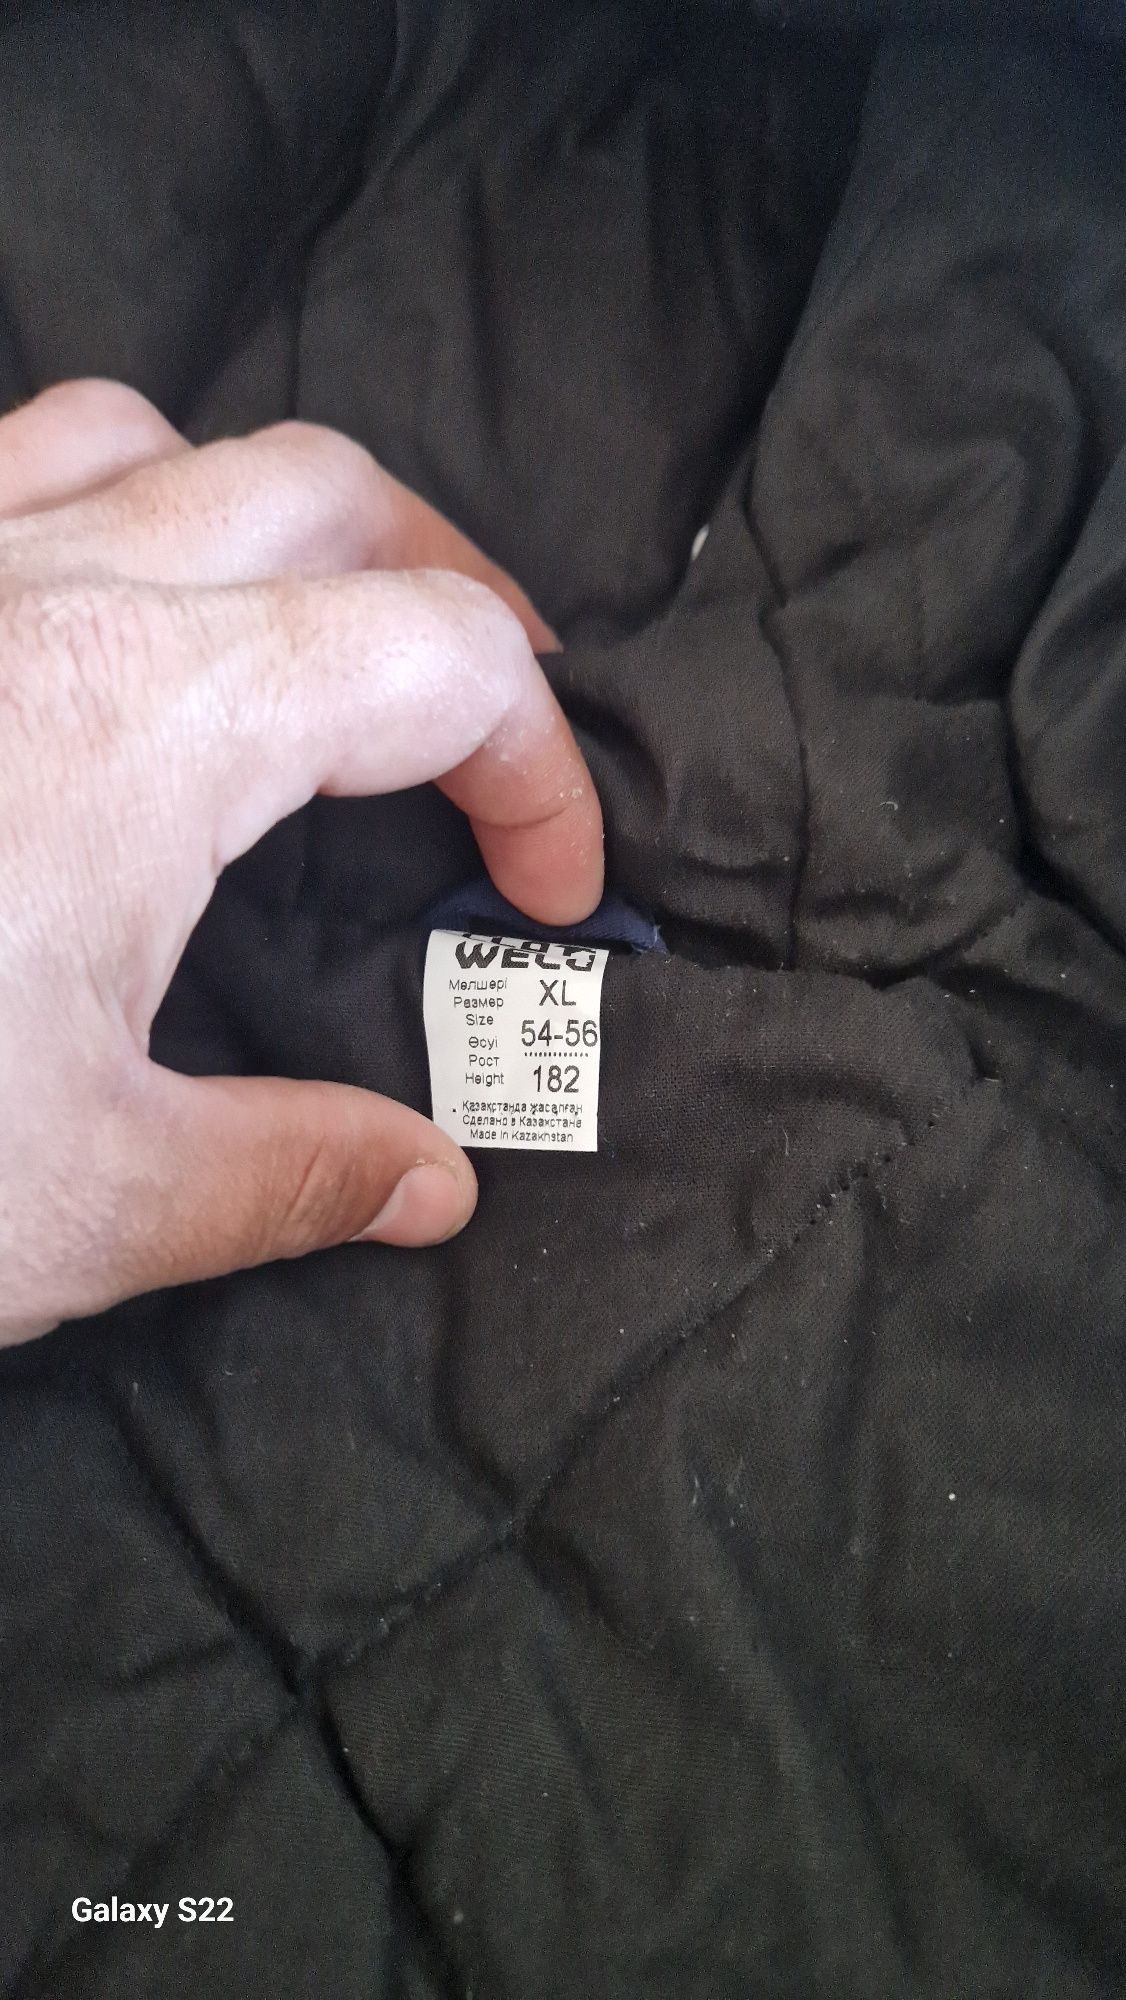 WELD
Мөлшері
Размер
Size
XL
54-56
Өсуі
Рост
Height
182
Қазақстанда жасалған
Сделано в Казахстане
Made in Kazakhstan
Galaxy S22